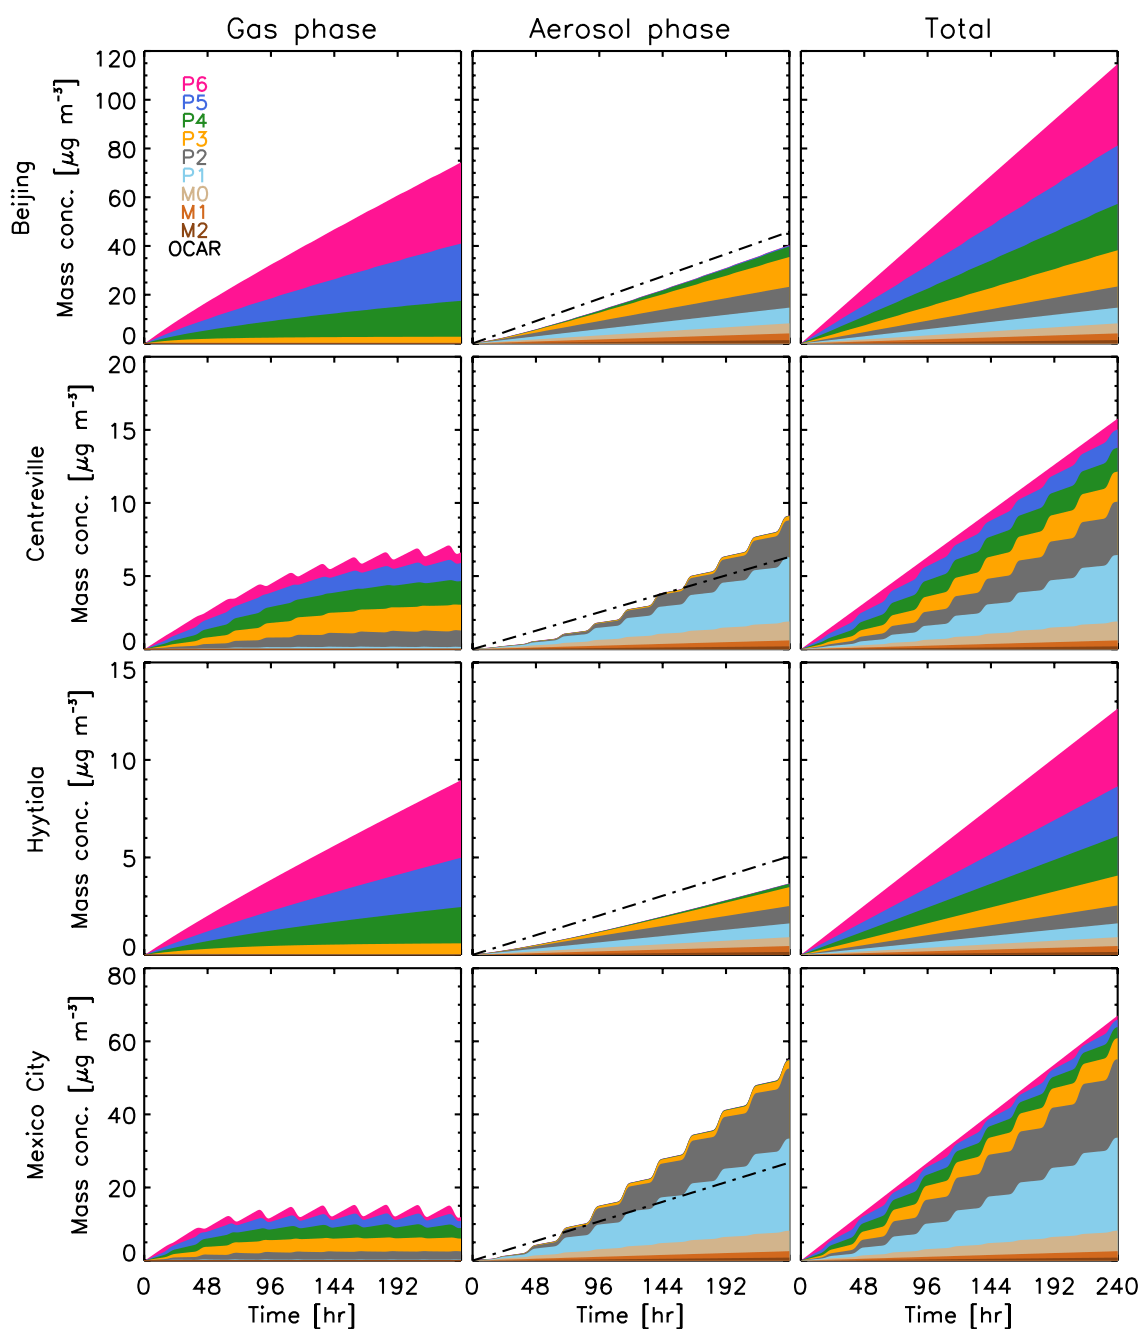 Gas phase Aerosol phase Total
Beijing
Mass conc. [μg m⁻³]
120
100
80
60
40
20
0
P6
P5
P4
P3
P2
P1
M0
M1
M2
OCAR
Centreville
Mass conc. [μg m⁻³]
20
15
10
5
0
Hyytiala
Mass conc. [μg m⁻³]
15
10
5
0
Mexico City
Mass conc. [μg m⁻³]
80
60
40
20
0
0 48 96 144 192 0 48 96 144 192 0 48 96 144 192 240
Time [hr] Time [hr] Time [hr]